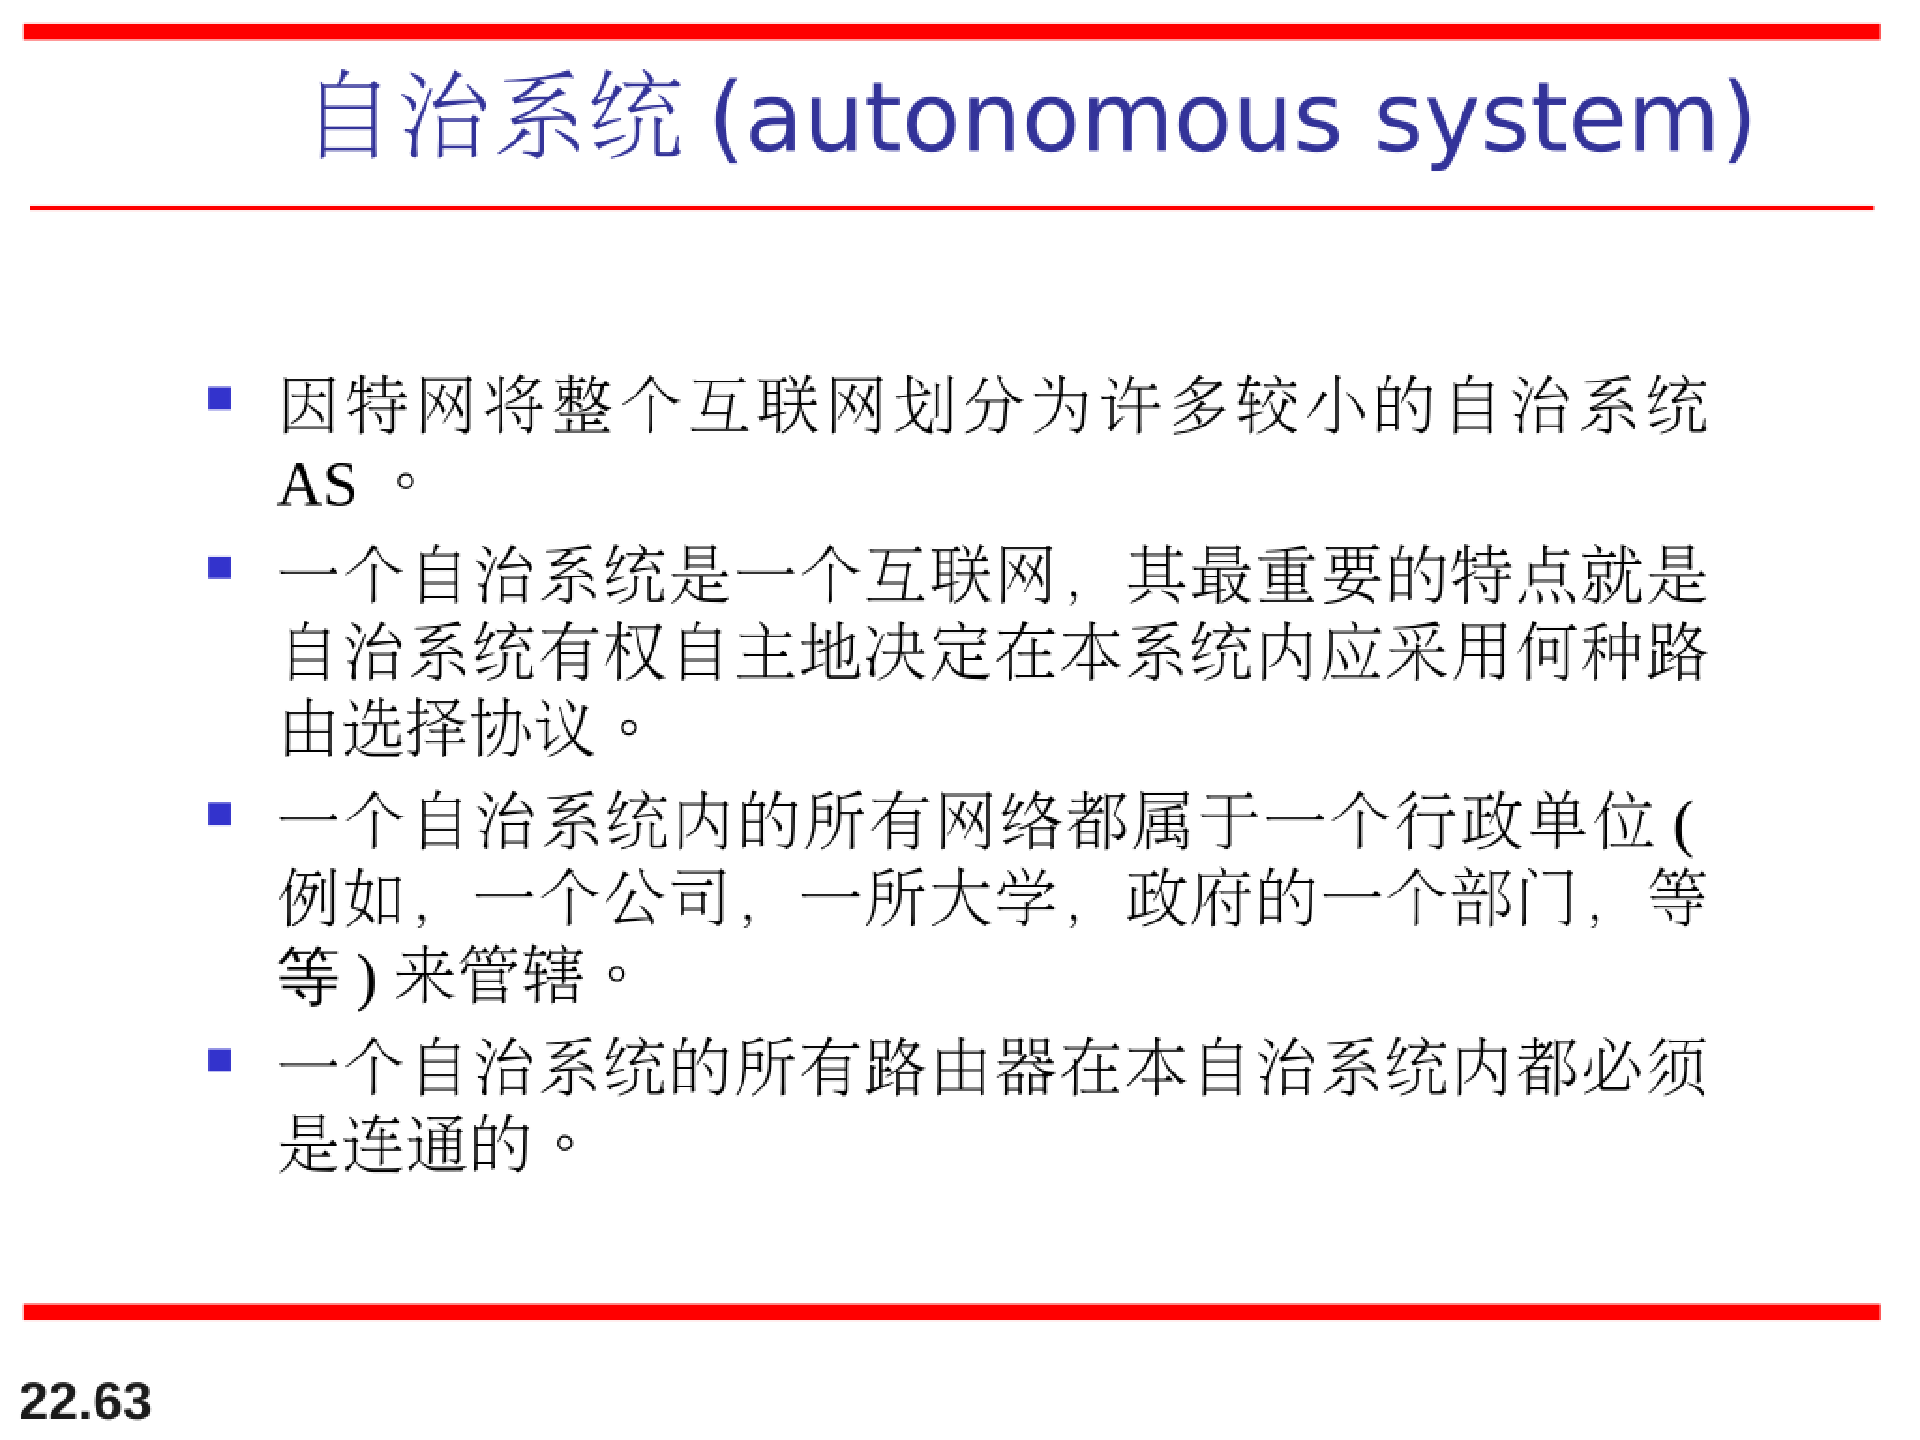 自治系统 (autonomous system)
因特网将整个互联网划分为许多较小的自治系统
AS 。
一个自治系统是一个互联网，其最重要的特点就是
自治系统有权自主地决定在本系统内应采用何种路
由选择协议。
一个自治系统内的所有网络都属于一个行政单位 (
例如，一个公司，一所大学，政府的一个部门，等
等 ) 来管辖。
一个自治系统的所有路由器在本自治系统内都必须
是连通的。
22.63